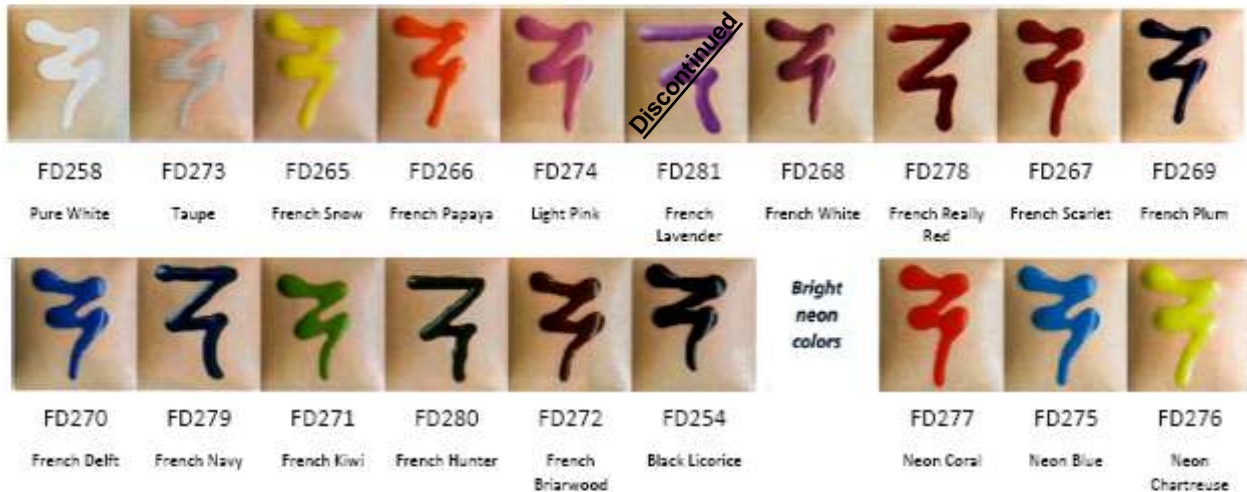 Discontinued
FD258 FD273 FD265 FD266 FD274 FD281 FD268 FD278 FD267 FD269
Pure White Taupe French Snow French Papaya Light Pink French Lavender French White French Really Red French Scarlet French Plum
Bright
neon
colors
FD270 FD279 FD271 FD280 FD272 FD254 FD277 FD275 FD276
French Delft French Navy French Kiwi French Hunter French Briarwood Black Licorice Neon Coral Neon Blue Neon Chartreuse